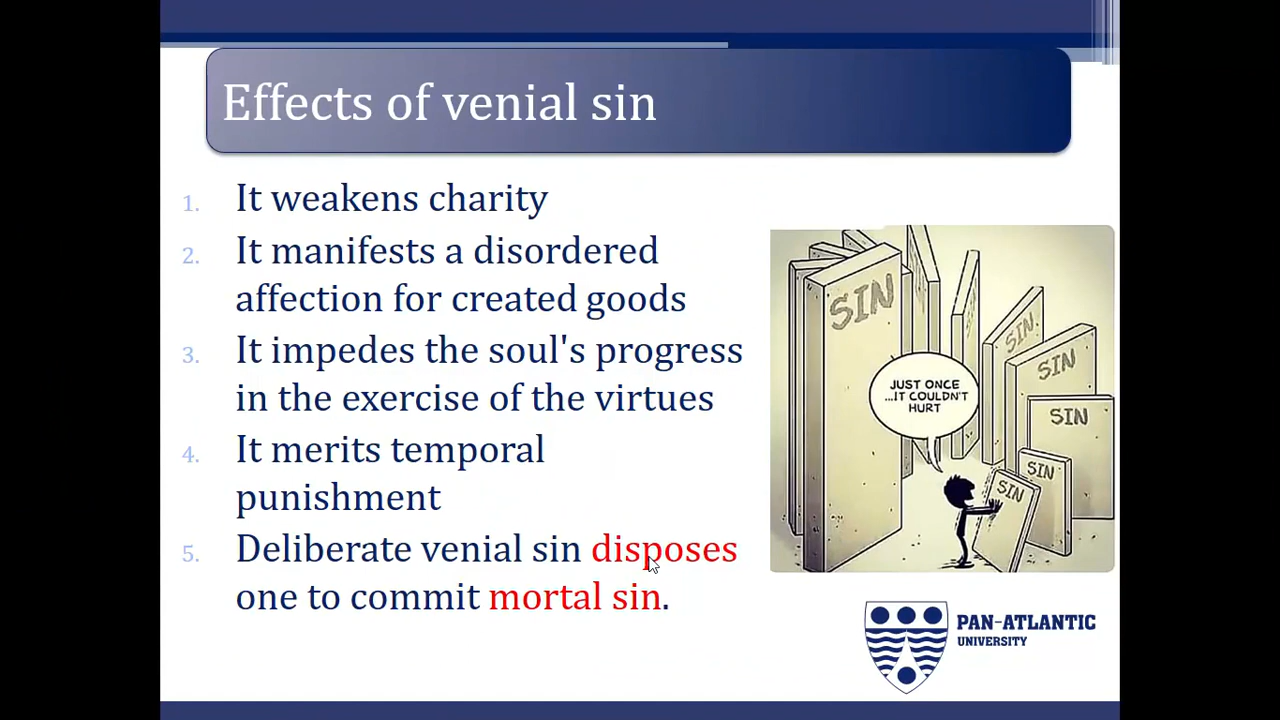 Effects of venial sin
1. It weakens charity
2. It manifests a disordered
affection for created goods
3. It impedes the soul's progress
in the exercise of the virtues
4. It merits temporal
punishment
5. Deliberate venial sin disposes
one to commit mortal sin.
SIN
SIN
SIN
SIN
SIN
SIN
JUST ONCE
...IT COULDN'T
HURT
PAN-ATLANTIC
UNIVERSITY